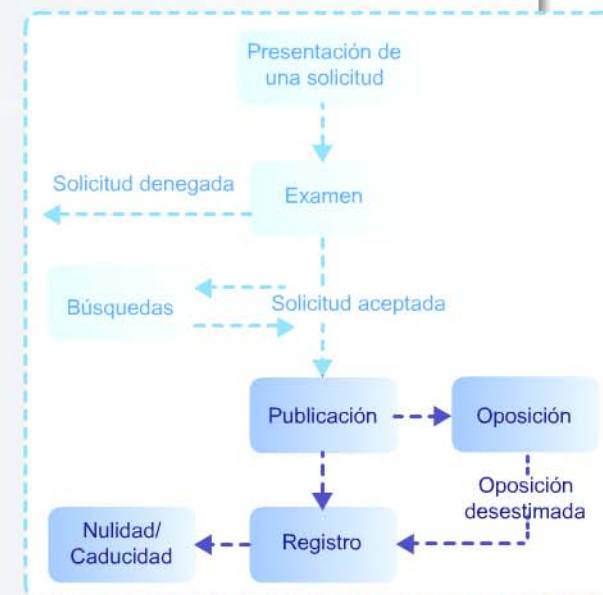 Presentación de
una solicitud
Solicitud denegada
Examen
Búsquedas
Solicitud aceptada
Publicación
Oposición
Oposición
desestimada
Nulidad/
Caducidad
Registro